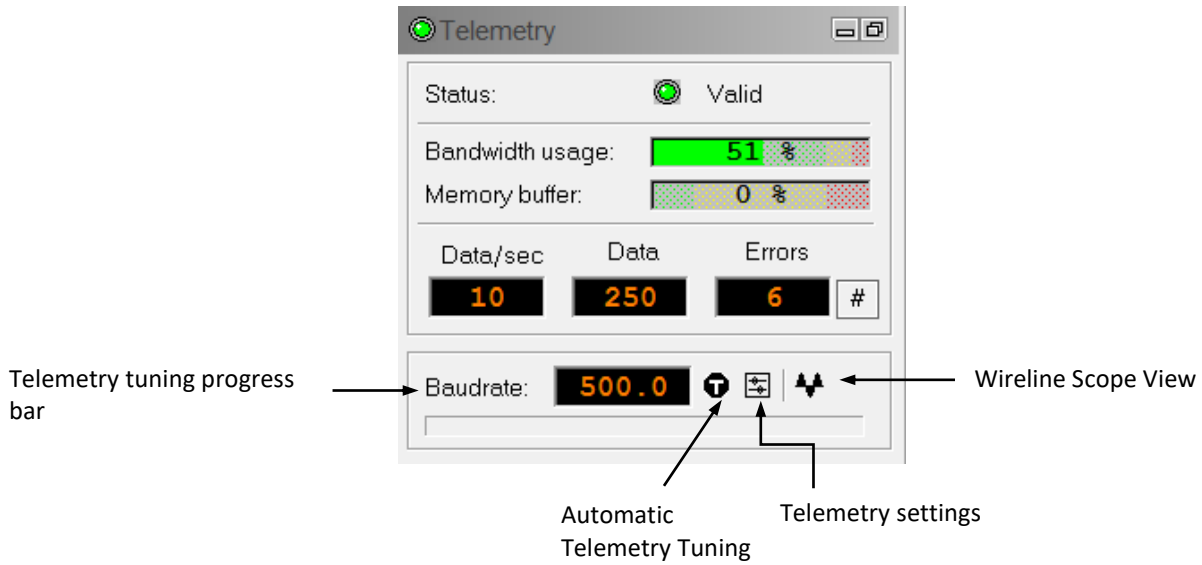 Telemetry
Status: Valid
Bandwidth usage: 51 %
Memory buffer: 0 %
Data/sec Data Errors
10 250 6 #
Telemetry tuning progress
bar
Baudrate: 500.0 T
Wireline Scope View
Automatic
Telemetry Tuning
Telemetry settings